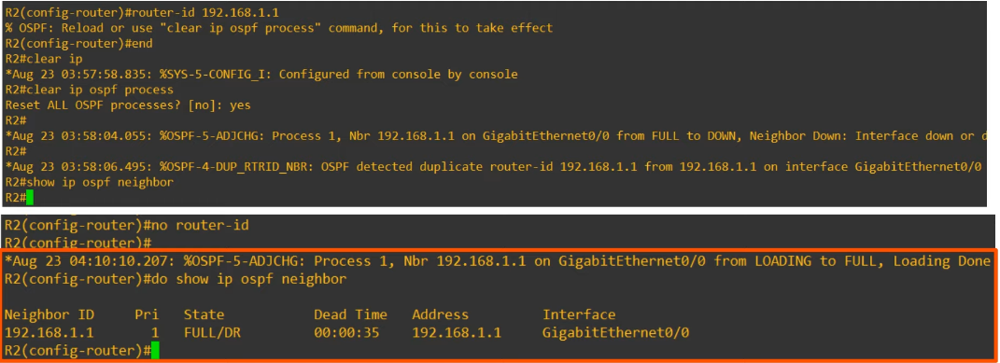 R2(config-router)#router-id 192.168.1.1
% OSPF: Reload or use "clear ip ospf process" command, for this to take effect
R2(config-router)#end
R2#clear ip
*Aug 23 03:57:58.835: %SYS-5-CONFIG_I: Configured from console by console
R2#clear ip ospf process
Reset ALL OSPF processes? [no]: yes
R2#
*Aug 23 03:58:04.055: %OSPF-5-ADJCHG: Process 1, Nbr 192.168.1.1 on GigabitEthernet0/0 from FULL to DOWN, Neighbor Down: Interface down or
R2#
*Aug 23 03:58:06.495: %OSPF-4-DUP_RTRID_NBR: OSPF detected duplicate router-id 192.168.1.1 from 192.168.1.1 on interface GigabitEthernet0/0
R2#show ip ospf neighbor
R2#
R2(config-router)#no router-id
R2(config-router)#
*Aug 23 04:10:10.207: %OSPF-5-ADJCHG: Process 1, Nbr 192.168.1.1 on GigabitEthernet0/0 from LOADING to FULL, Loading Done
R2(config-router)#do show ip ospf neighbor
Neighbor ID Pri State Dead Time Address Interface
192.168.1.1 1 FULL/DR 00:00:35 192.168.1.1 GigabitEthernet0/0
R2(config-router)#